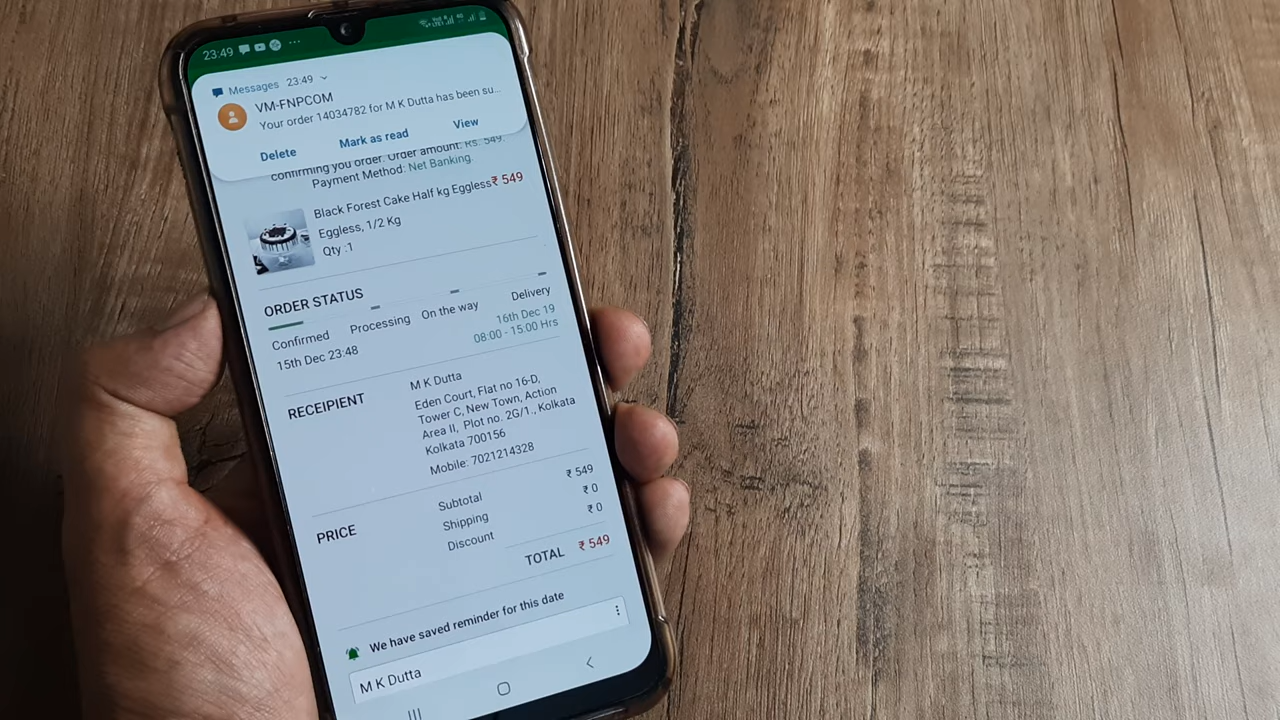 23:49
Messages 23:49
VM-FNPCOM
Your order 14034782 for M K Dutta has been su...
Delete Mark as read View
confirming you order. Order amount: Rs. 549.
Payment Method: Net Banking.
Black Forest Cake Half kg Eggless ₹ 549
Eggless, 1/2 Kg
Qty :1
ORDER STATUS
Confirmed Processing On the way Delivery
15th Dec 23:48
16th Dec 19
08:00 - 15:00 Hrs
RECEIPIENT
M K Dutta
Eden Court, Flat no 16-D,
Tower C, New Town, Action
Area II, Plot no. 2G/1., Kolkata
Kolkata 700156
Mobile: 7021214328
PRICE
Subtotal ₹ 549
Shipping ₹ 0
Discount ₹ 0
TOTAL ₹ 549
We have saved reminder for this date
M K Dutta